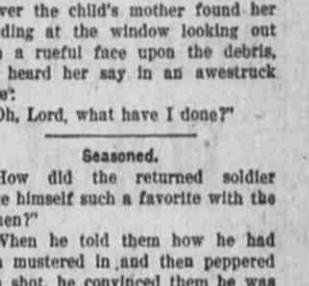 ver the child's mother found her
ding at the window looking out
a rueful face upon the debris,
heard her say in an awestruck
Oh, Lord, what have I done?"
Seasoned.
How did the returned soldier
e himself such a favorite with the
nen?"
When he told them how he had
mustered in and then peppered
shot, he convinced them he was